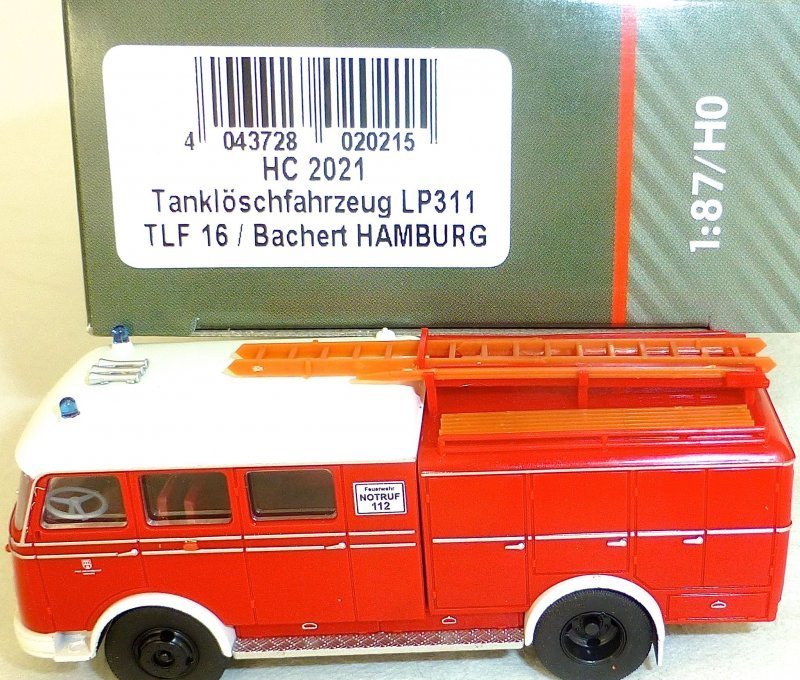 4 043728 020215
HC 2021
Tanklöschfahrzeug LP311
TLF 16 / Bachert HAMBURG
1:87/H0
Feuerwehr
NOTRUF
112